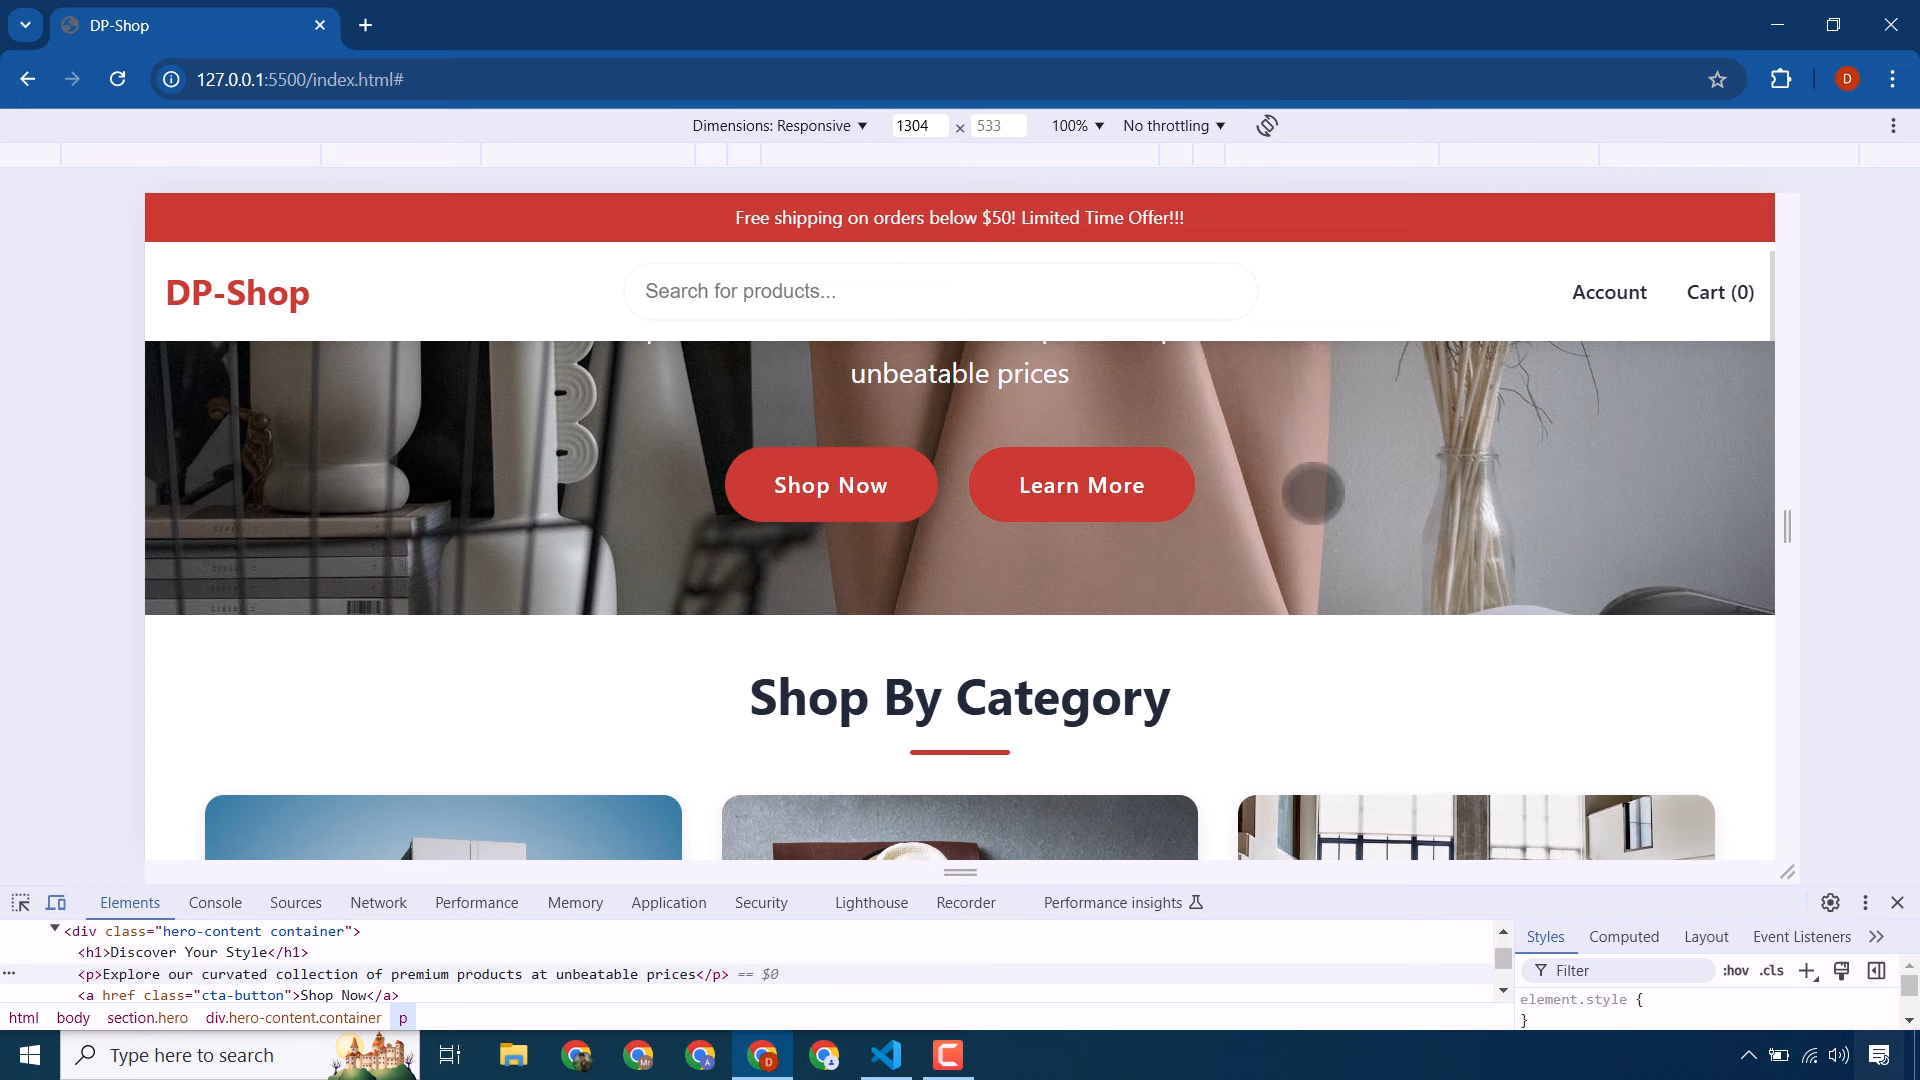 DP-Shop
127.0.0.1:5500/index.html#
D
Dimensions: Responsive
1304 × 533
100%
No throttling
Free shipping on orders below $50! Limited Time Offer!!!
DP-Shop
Search for products...
Account
Cart (0)
unbeatable prices
Shop Now
Learn More
Shop By Category
Elements
Console
Sources
Network
Performance
Memory
Application
Security
Lighthouse
Recorder
Performance insights
<div class="hero-content container">
<h1>Discover Your Style</h1>
<p>Explore our curvated collection of premium products at unbeatable prices</p> == $0
<a href class="cta-button">Shop Now</a>
html body section.hero div.hero-content.container p
Styles
Computed
Layout
Event Listeners
Filter
:hov .cls
element.style {
}
Type here to search